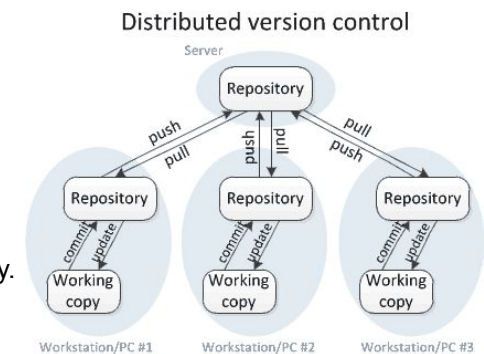 Distributed version control
Server
Repository
push
pull
push
pull
pull
push
Repository
Repository
Repository
commit
update
commit
update
commit
update
y.
Working
copy
Working
copy
Working
copy
Workstation/PC #1
Workstation/PC #2
Workstation/PC #3